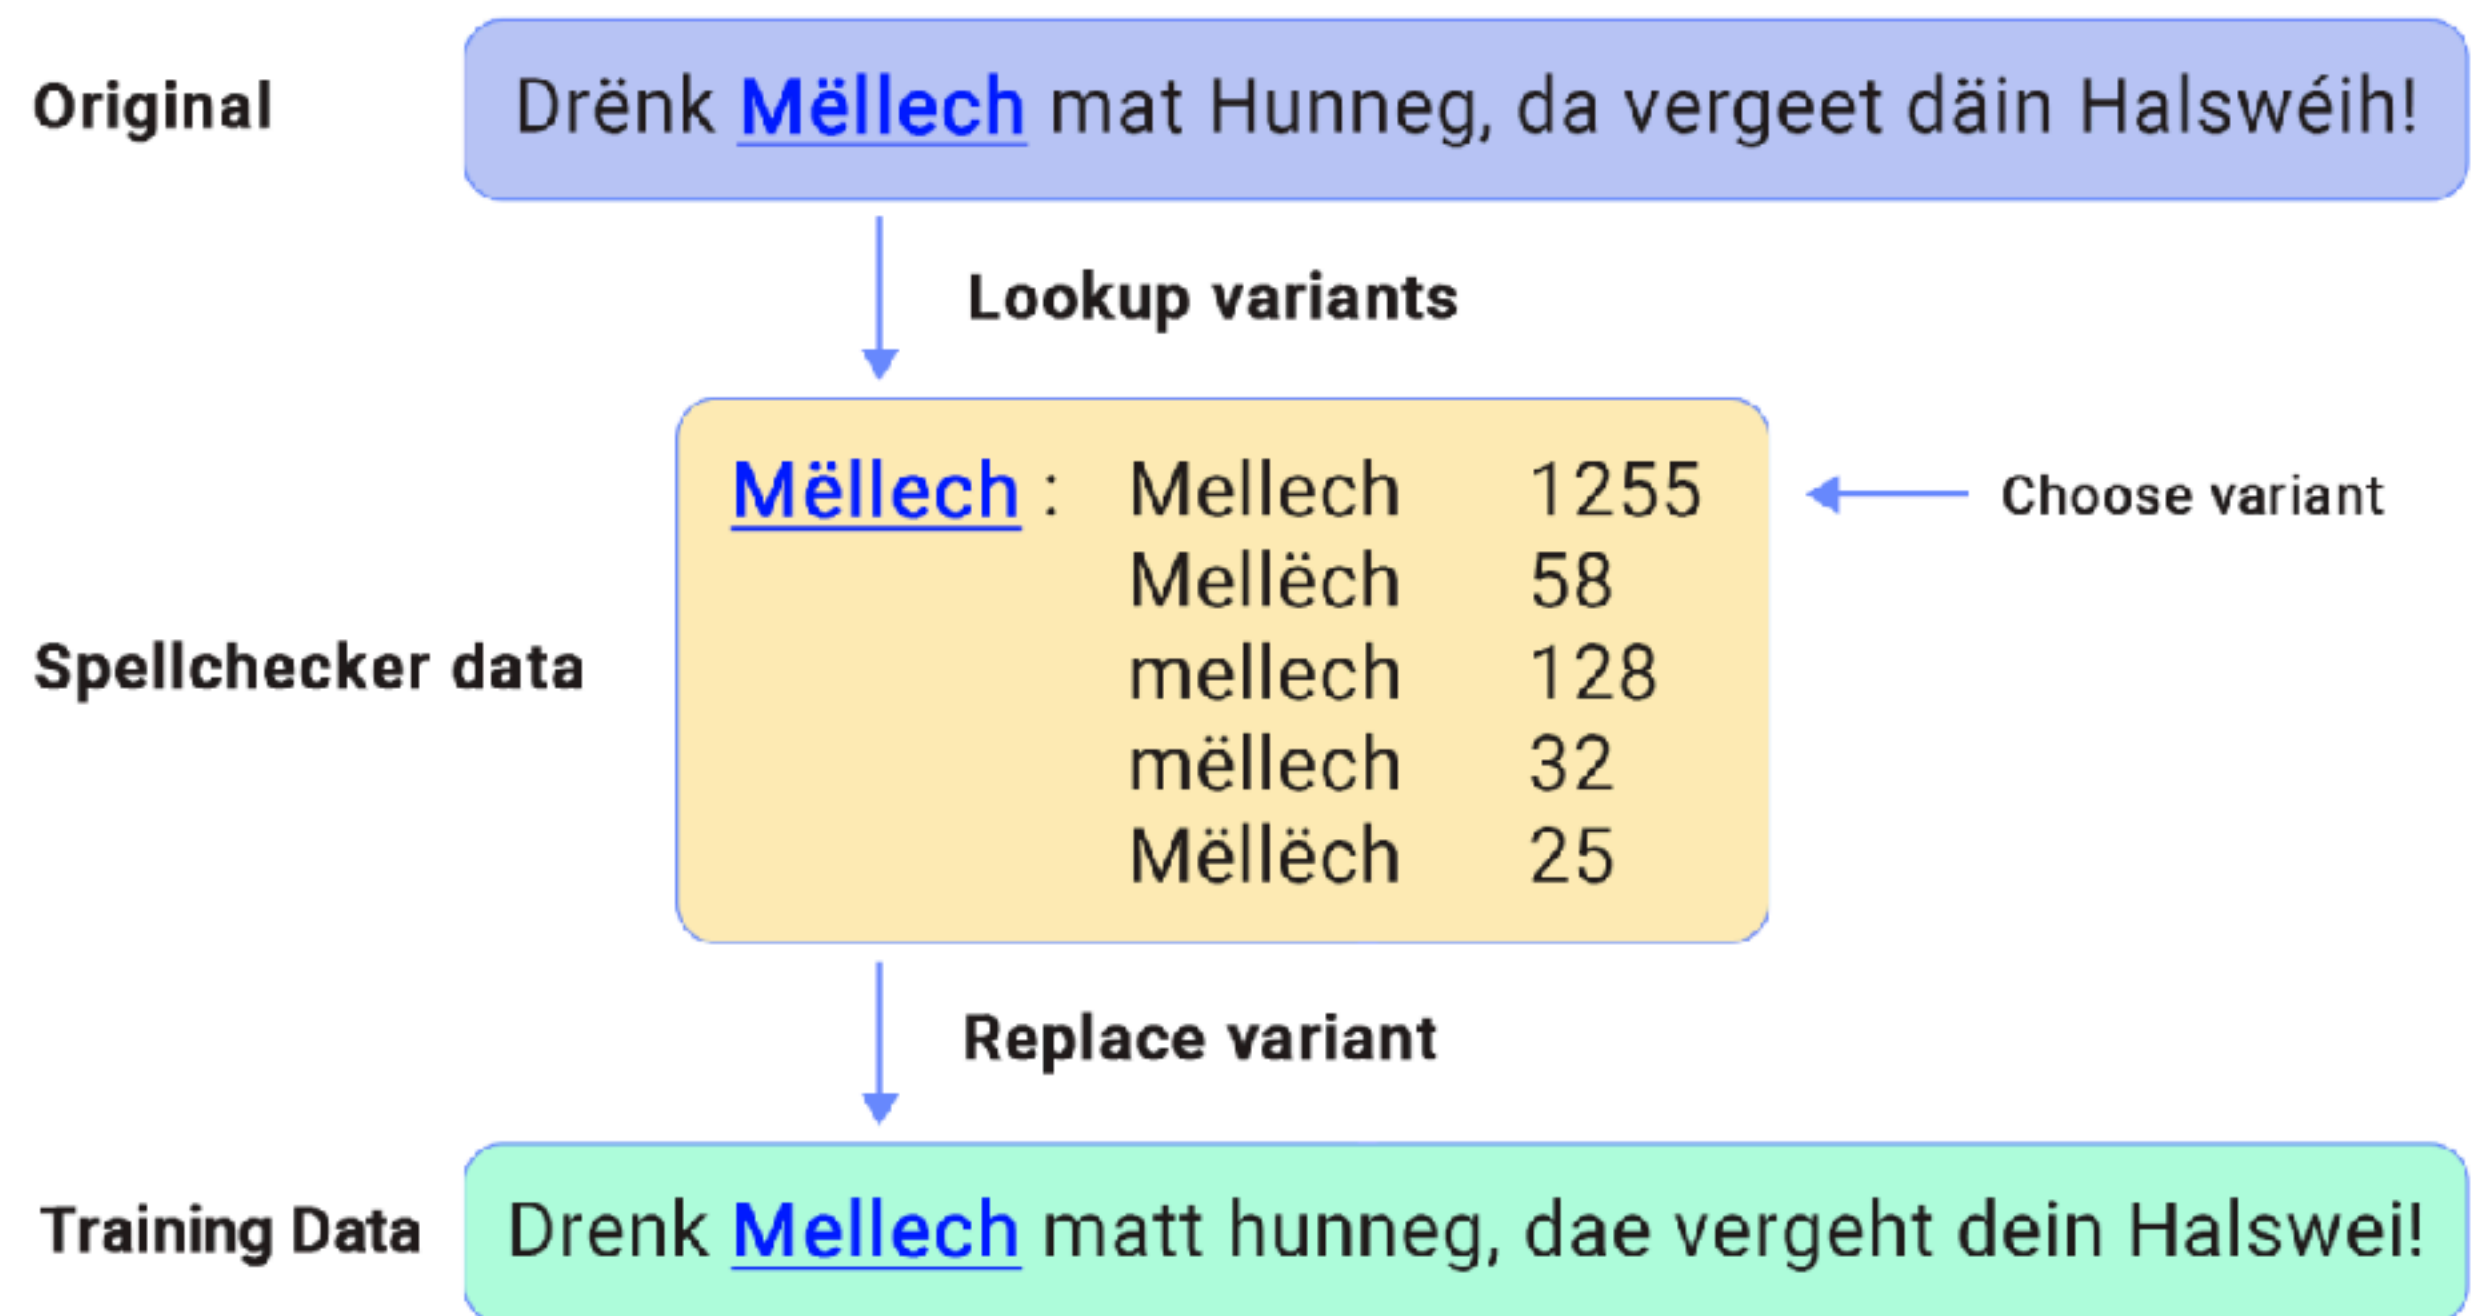 Original
Drënk Mëllech mat Hunneg, da vergeet däin Halswéih!
Lookup variants
Spellchecker data
Mëllech : Mellech 1255
Mellëch 58
mellech 128
mëllech 32
Mëllëch 25
Choose variant
Replace variant
Training Data
Drenk Mellech matt hunneg, dae vergeht dein Halswei!